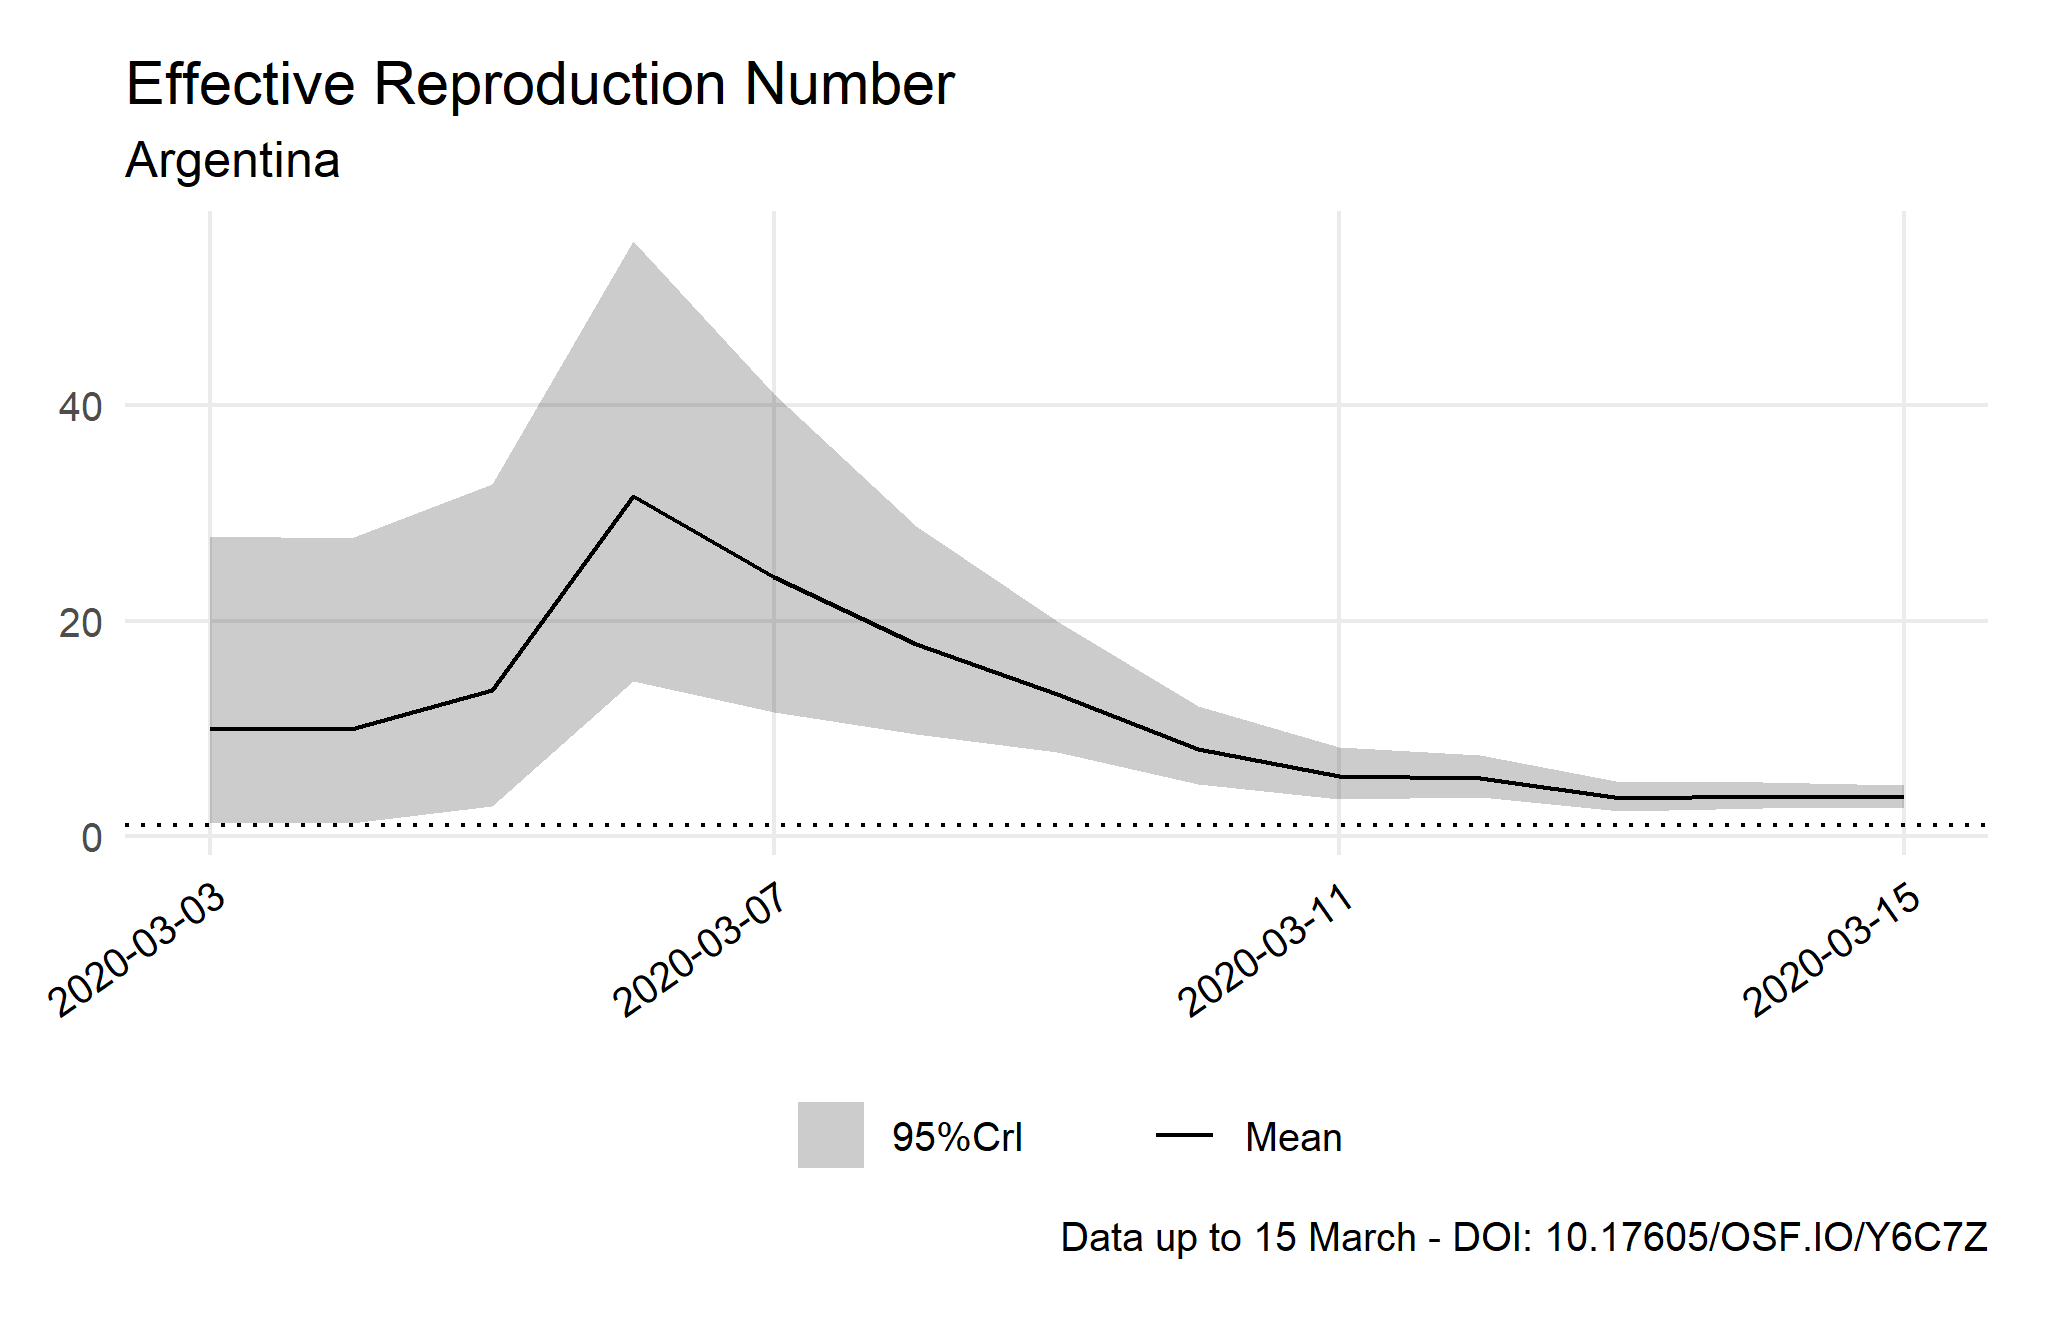 Effective Reproduction Number
Argentina
40
20
0
2020-03-03
2020-03-07
2020-03-11
2020-03-15
95%CrI
Mean
Data up to 15 March - DOI: 10.17605/OSF.IO/Y6C7Z